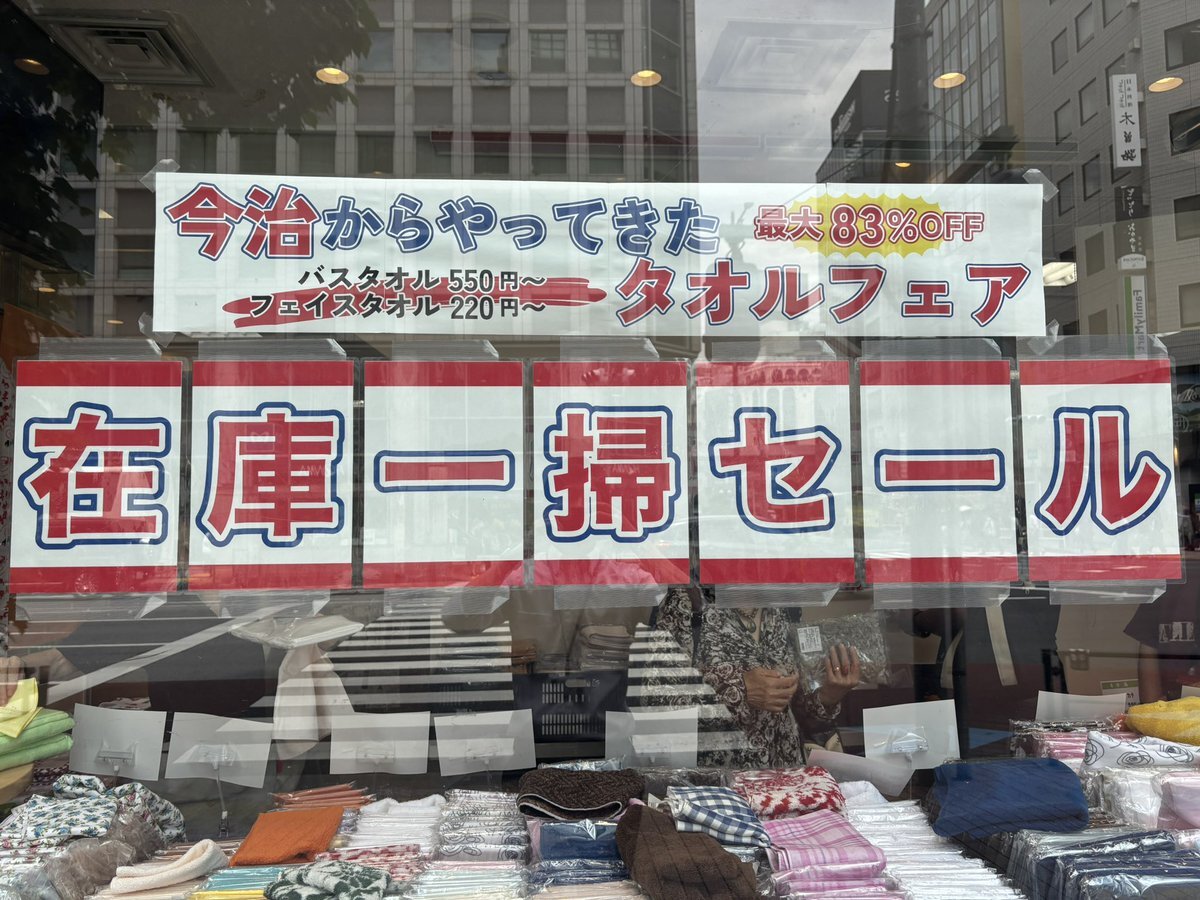 今治からやってきた 最大83%OFF
バスタオル 550円~
フェイスタオル 220円~
タオルフェア
在庫一掃セール
FamilyMart